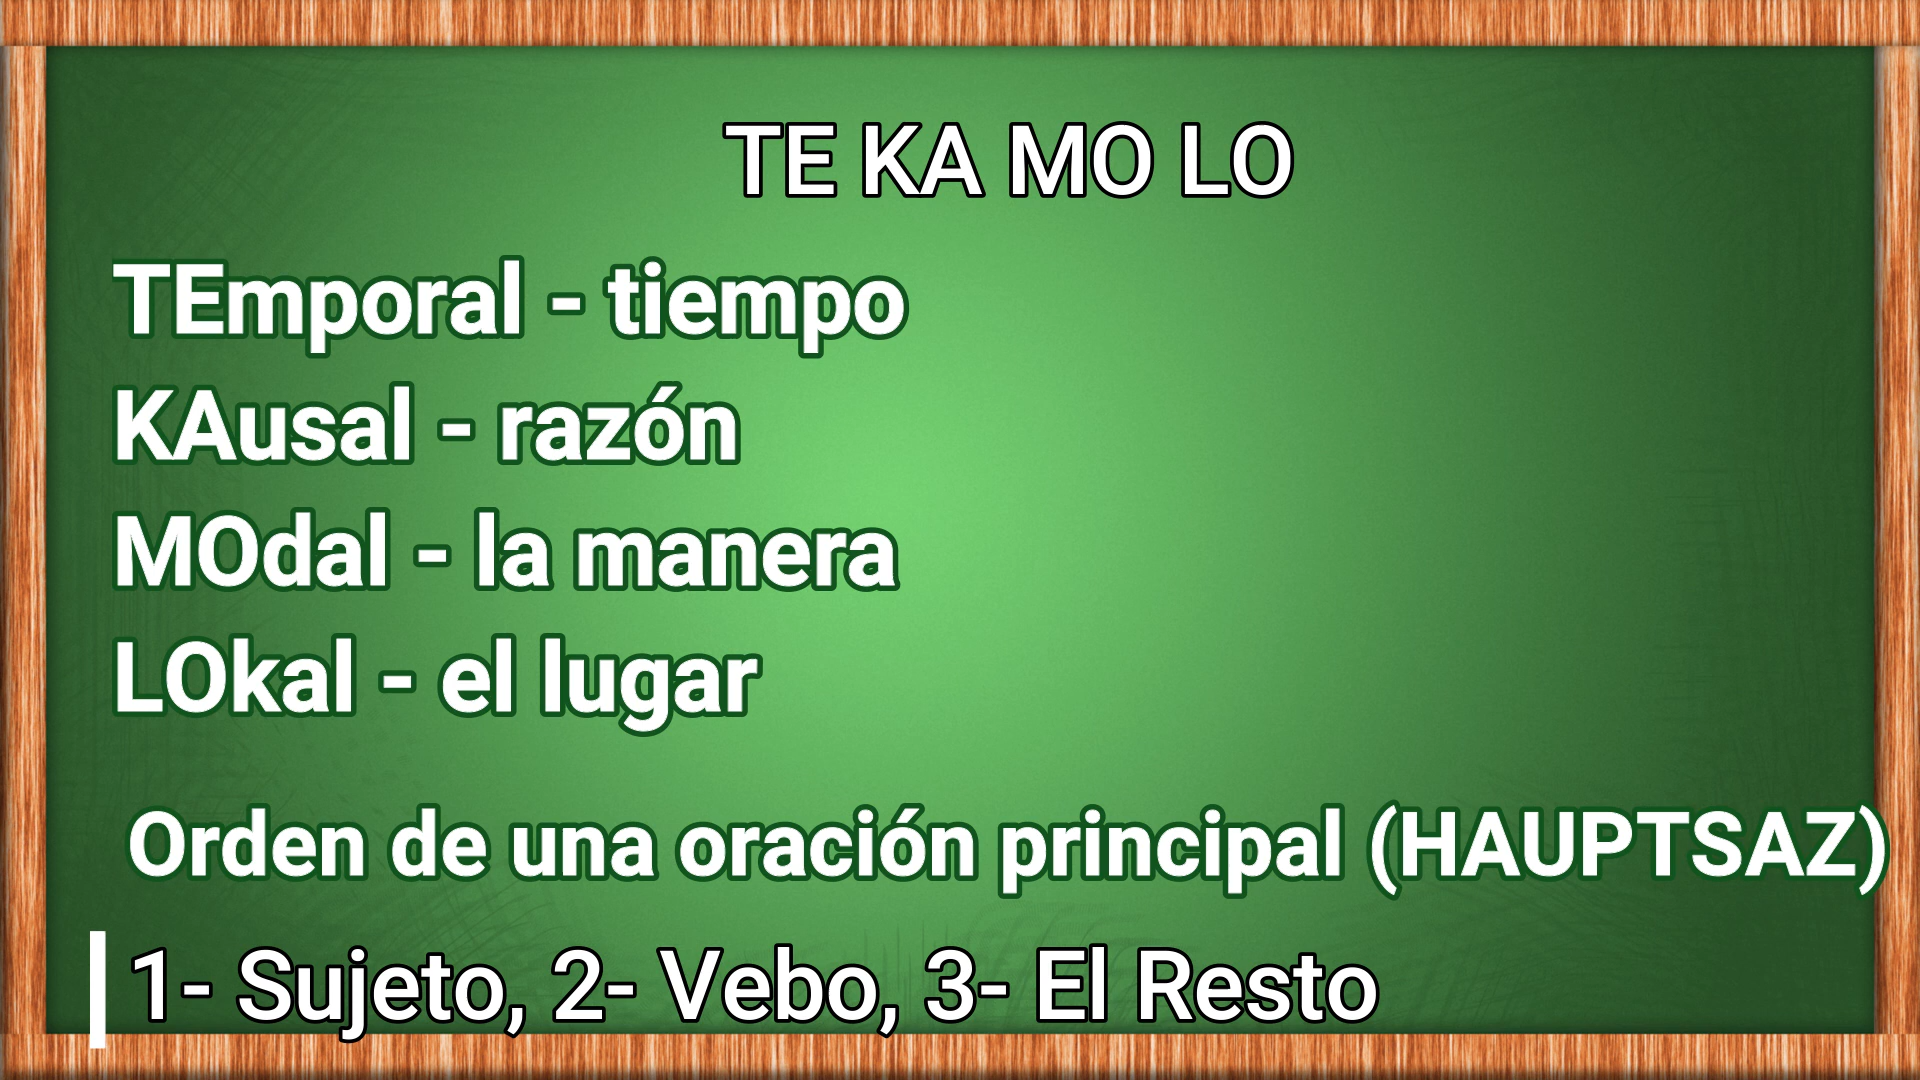 TE KA MO LO
TEmporal - tiempo
KAusal - razón
MOdal - la manera
LOkal - el lugar
Orden de una oración principal (HAUPTSAZ)
1- Sujeto, 2- Vebo, 3- El Resto